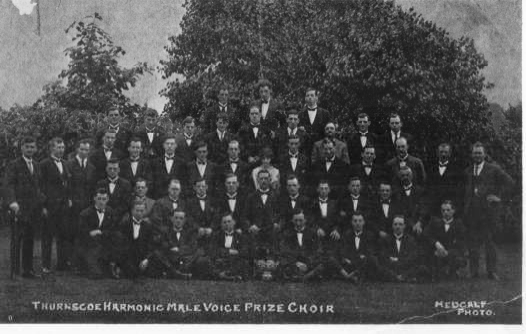 THURNSCOE HARMONIC MALE VOICE PRIZE CHOIR
MEDCALF
PHOTO.